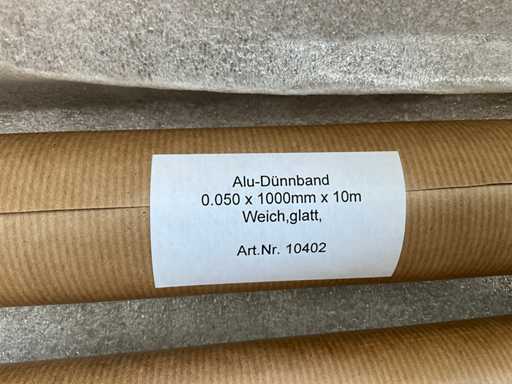 Alu-Dünnband
0.050 x 1000mm x 10m
Weich,glatt,
Art.Nr. 10402